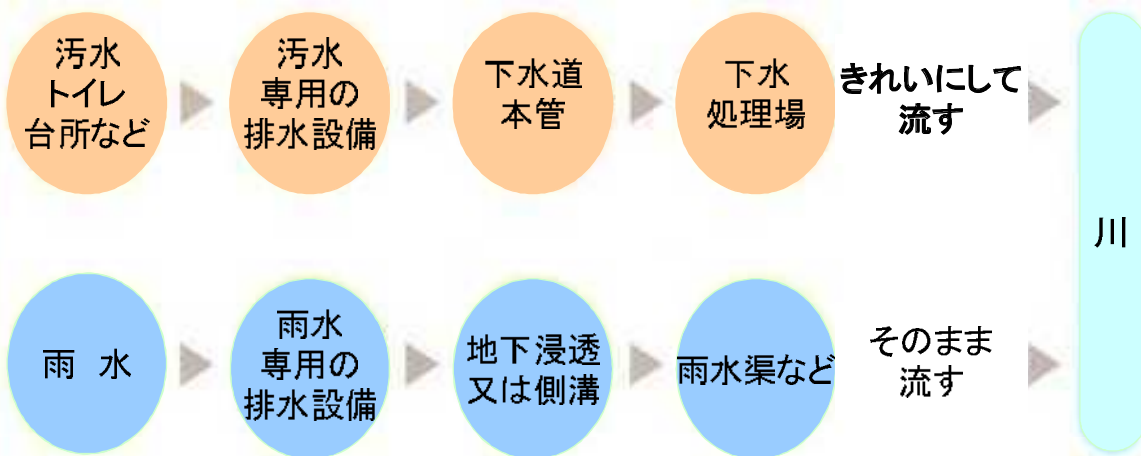 汚水
トイレ
台所など
汚水
専用の
排水設備
下水道
本管
下水
処理場
きれいにして
流す
雨 水
雨水
専用の
排水設備
地下浸透
又は側溝
雨水渠など
そのまま
流す
川